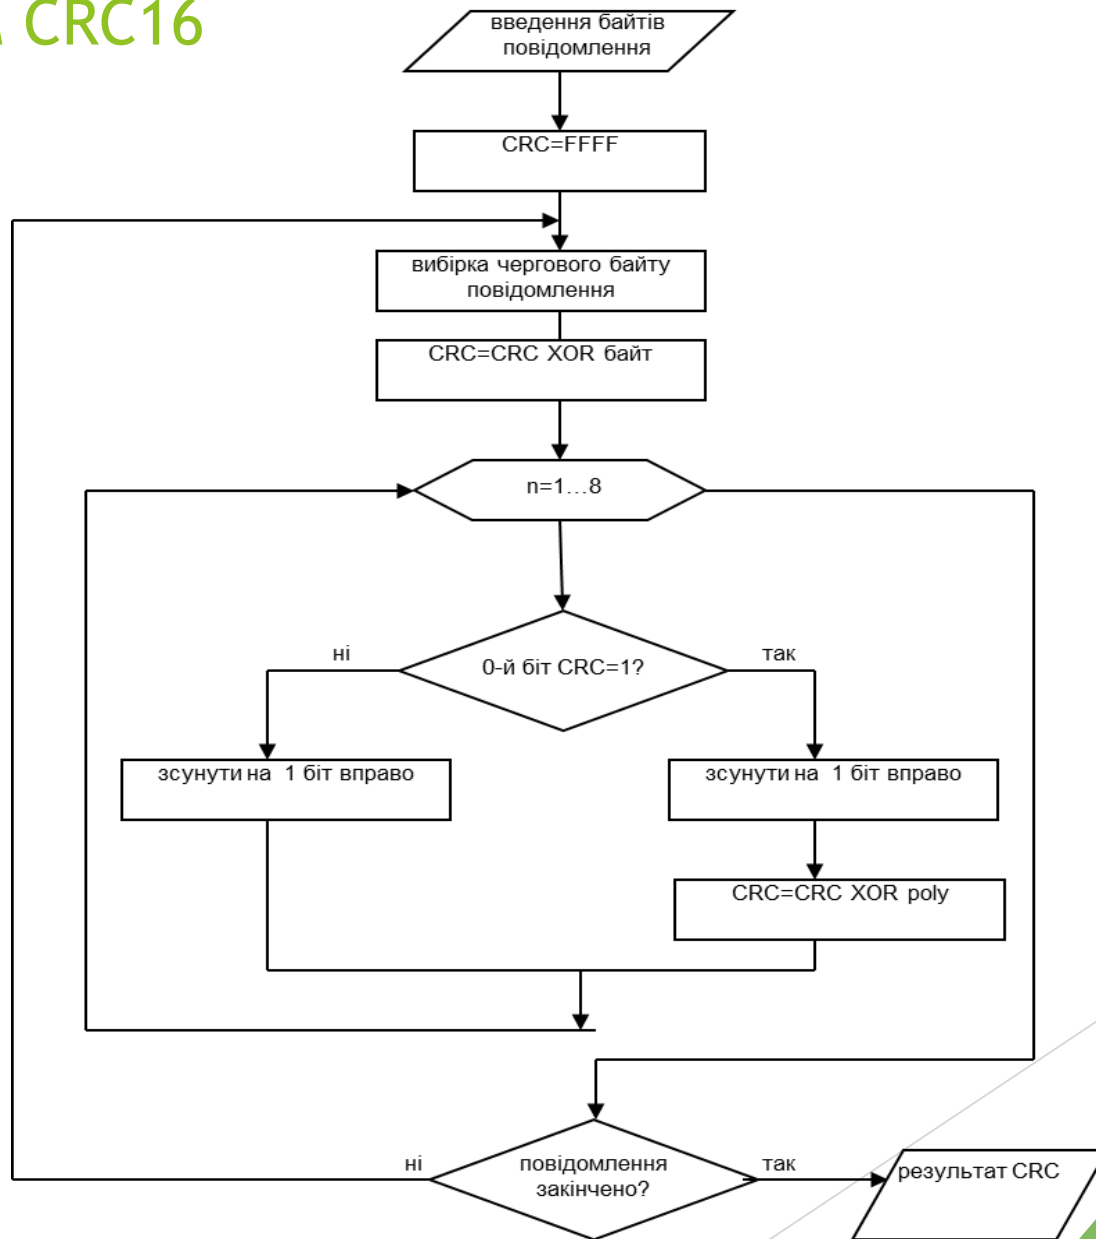 CRC16
введення байтів
повідомлення
CRC=FFFF
вибірка чергового байту
повідомлення
CRC=CRC XOR байт
n=1...8
ні
0-й біт CRC=1?
так
зсунути на 1 біт вправо
зсунути на 1 біт вправо
CRC=CRC XOR poly
ні
повідомлення
закінчено?
так
результат CRC